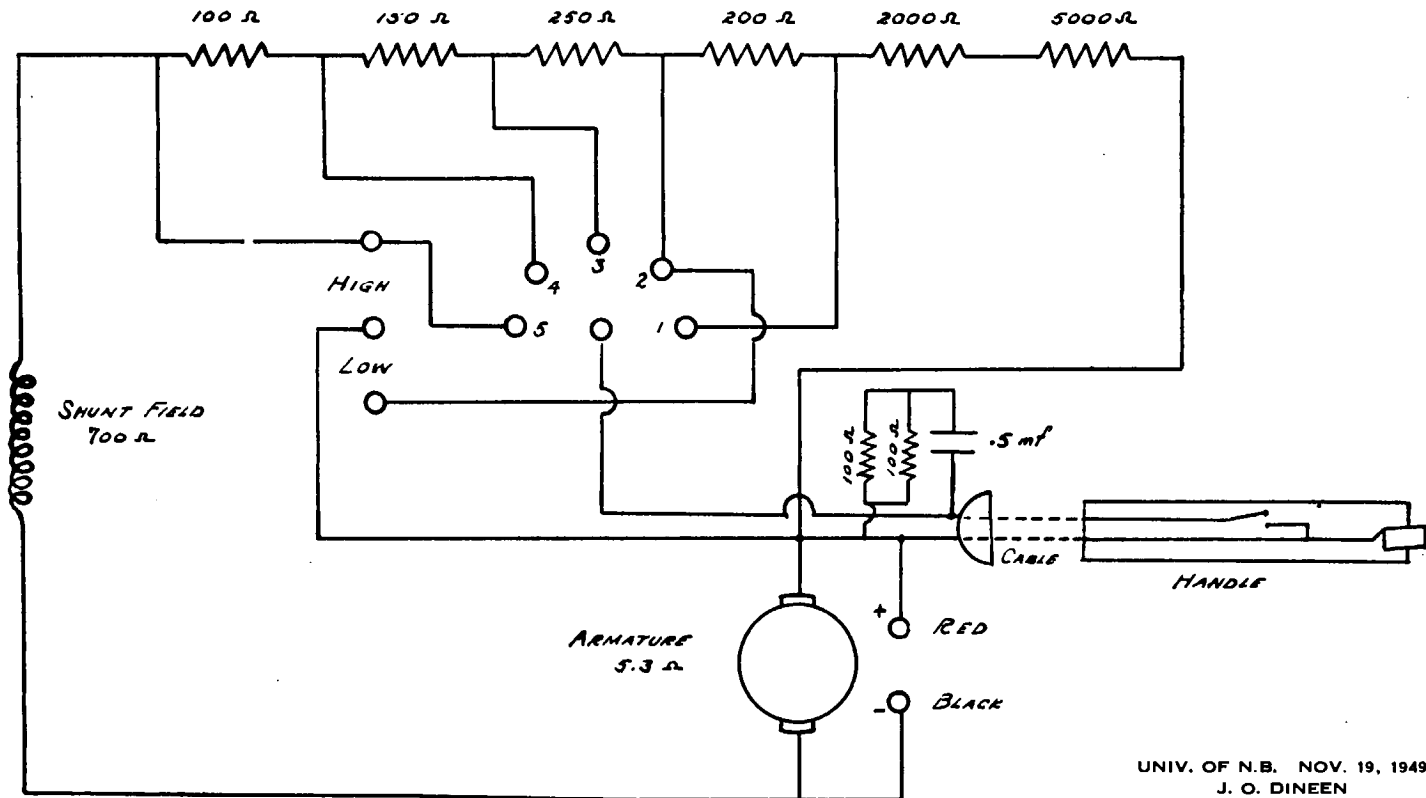 100 Ω 150 Ω 250 Ω 200 Ω 2000 Ω 5000 Ω
3
4
2
HIGH
5
1
LOW
SHUNT FIELD
700 Ω
100 Ω
100 Ω
.5 mf
CABLE
HANDLE
ARMATURE
5.3 Ω
+
RED
-
BLACK
UNIV. OF N.B. NOV. 19, 1949
J. O. DINEEN